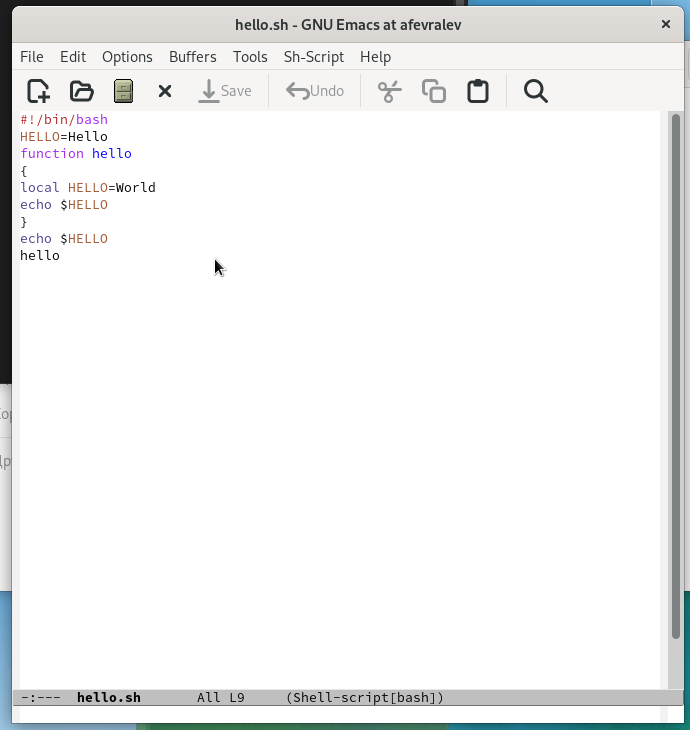 hello.sh - GNU Emacs at afevralev
File Edit Options Buffers Tools Sh-Script Help
Save Undo
#!/bin/bash
HELLO=Hello
function hello
{
local HELLO=World
echo $HELLO
}
echo $HELLO
hello
-:--- hello.sh All L9 (Shell-script[bash])